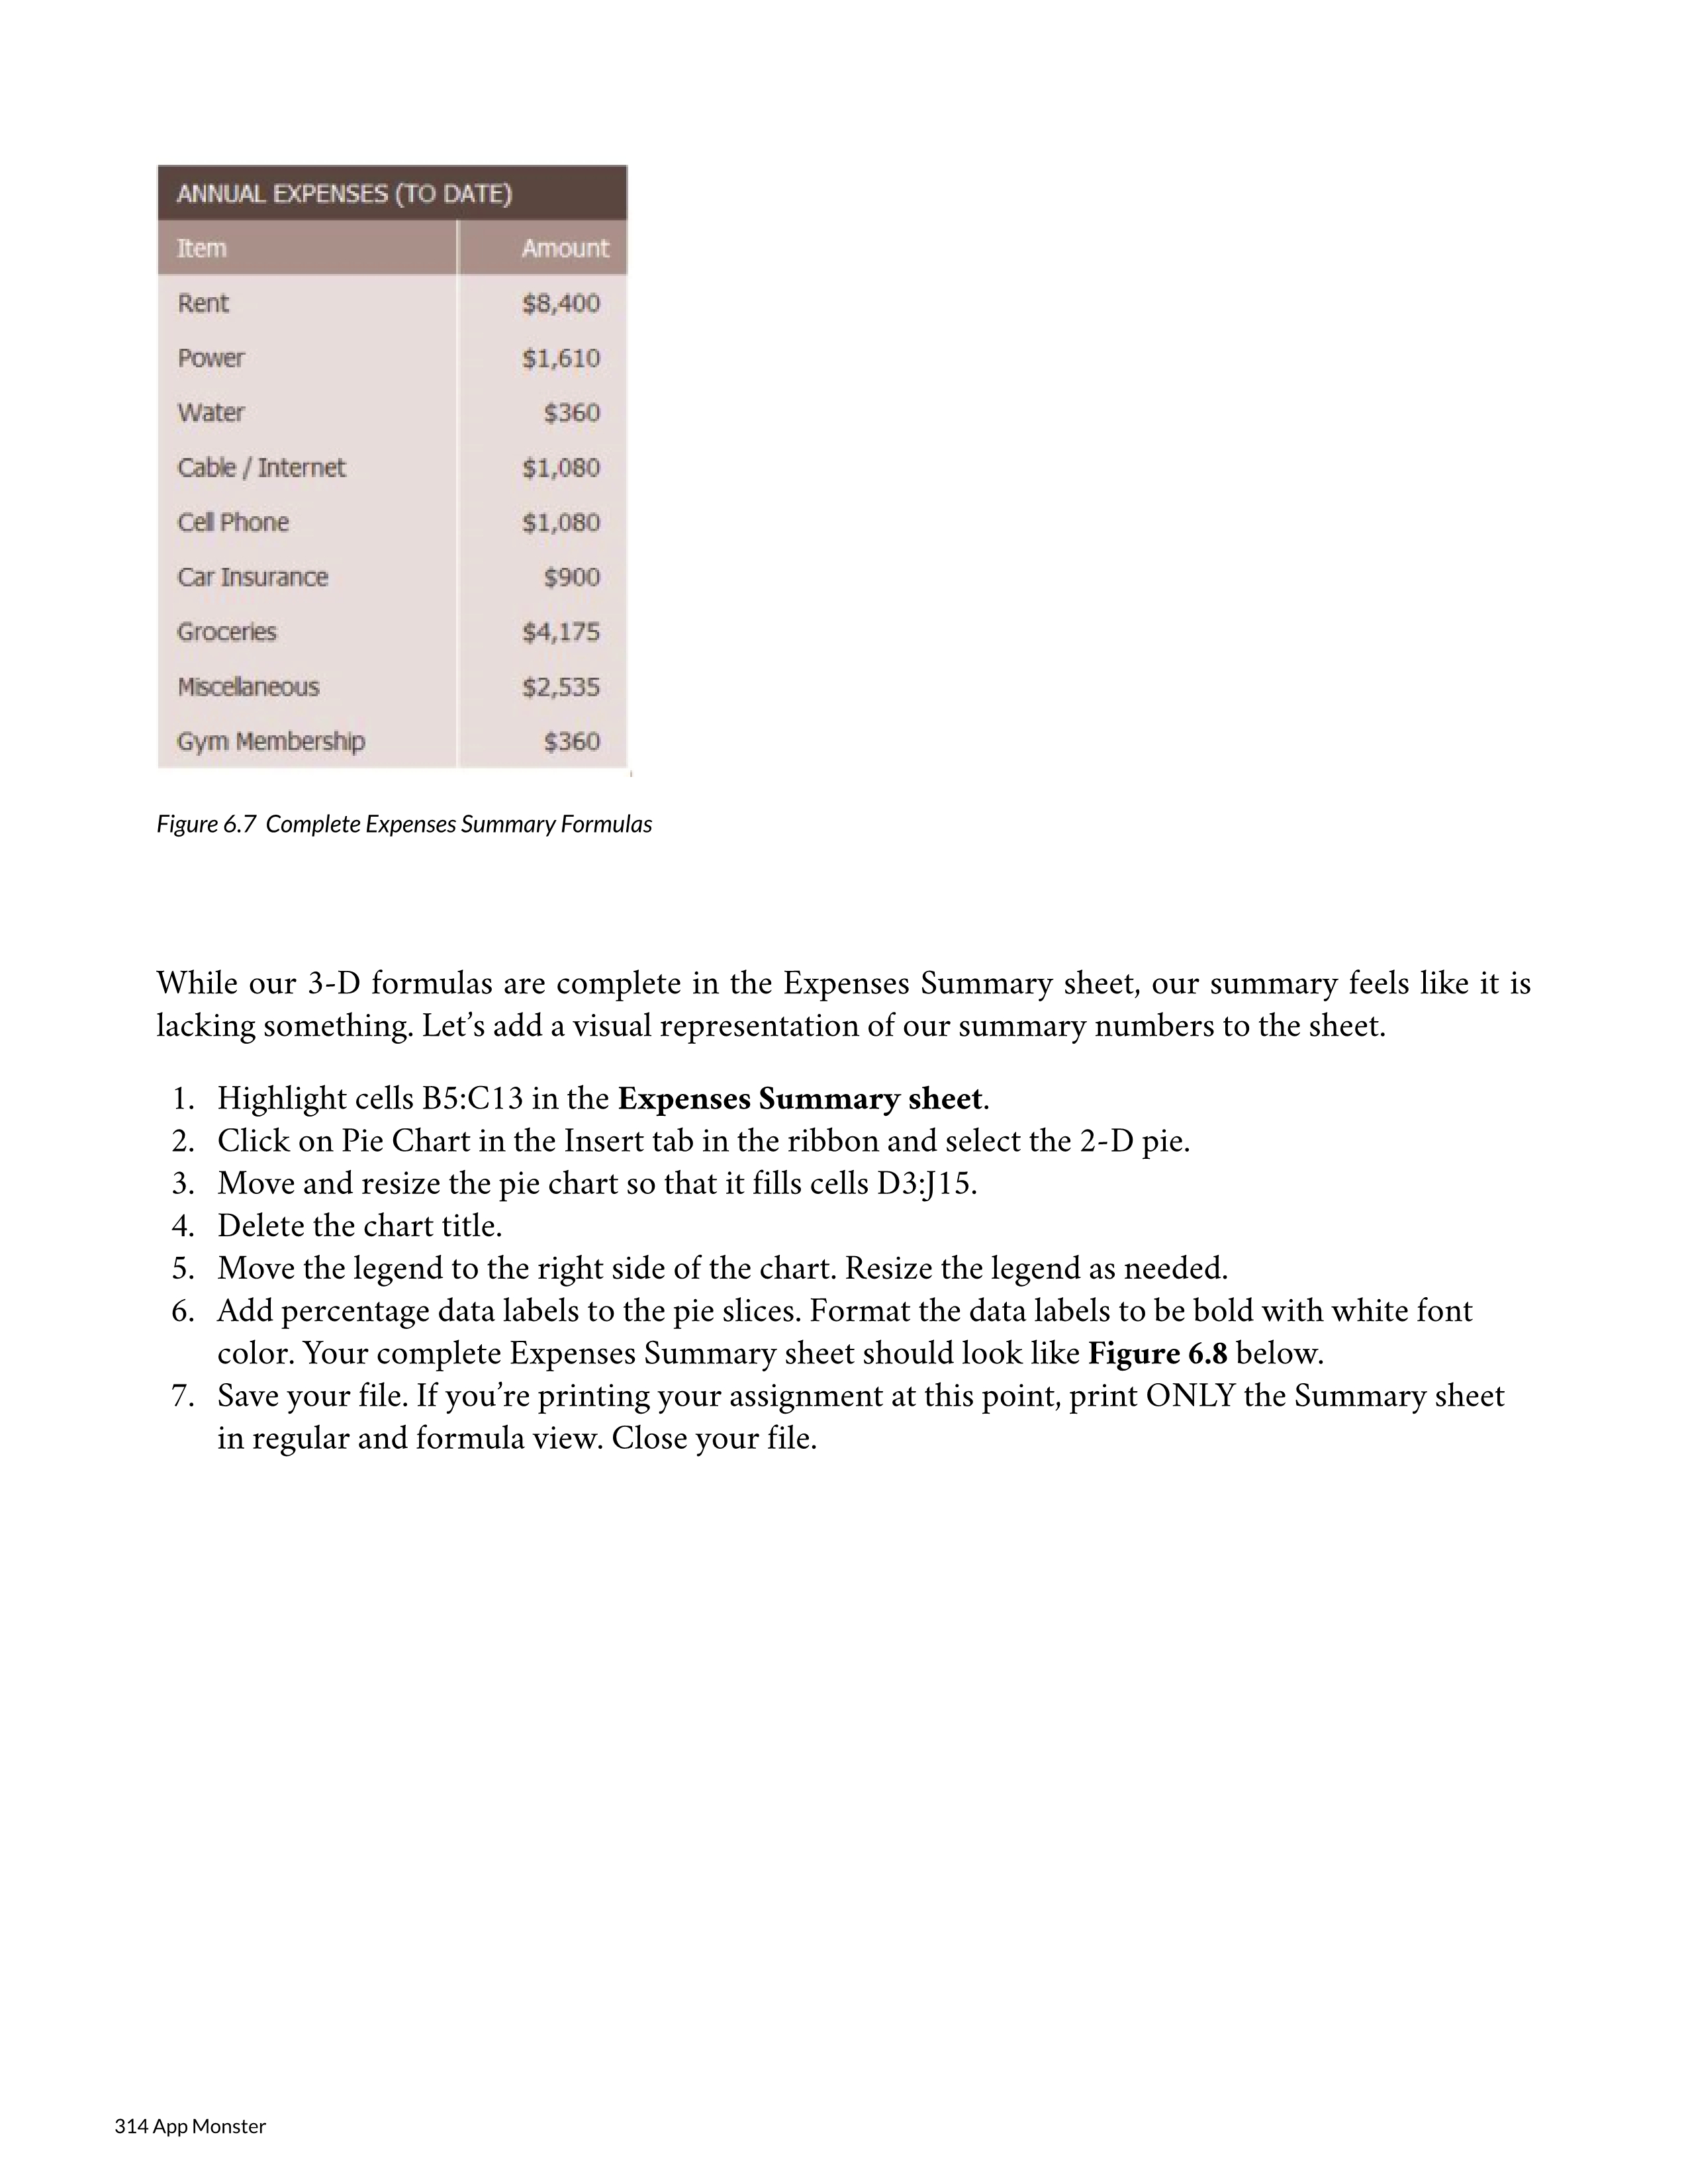 ANNUAL EXPENSES (TO DATE)
Item Amount
Rent $8,400
Power $1,610
Water $360
Cable / Internet $1,080
Cell Phone $1,080
Car Insurance $900
Groceries $4,175
Miscellaneous $2,535
Gym Membership $360
Figure 6.7 Complete Expenses Summary Formulas
While our 3-D formulas are complete in the Expenses Summary sheet, our summary feels like it is
lacking something. Let’s add a visual representation of our summary numbers to the sheet.
1. Highlight cells B5:C13 in the Expenses Summary sheet.
2. Click on Pie Chart in the Insert tab in the ribbon and select the 2-D pie.
3. Move and resize the pie chart so that it fills cells D3:J15.
4. Delete the chart title.
5. Move the legend to the right side of the chart. Resize the legend as needed.
6. Add percentage data labels to the pie slices. Format the data labels to be bold with white font
color. Your complete Expenses Summary sheet should look like Figure 6.8 below.
7. Save your file. If you’re printing your assignment at this point, print ONLY the Summary sheet
in regular and formula view. Close your file.
314 App Monster